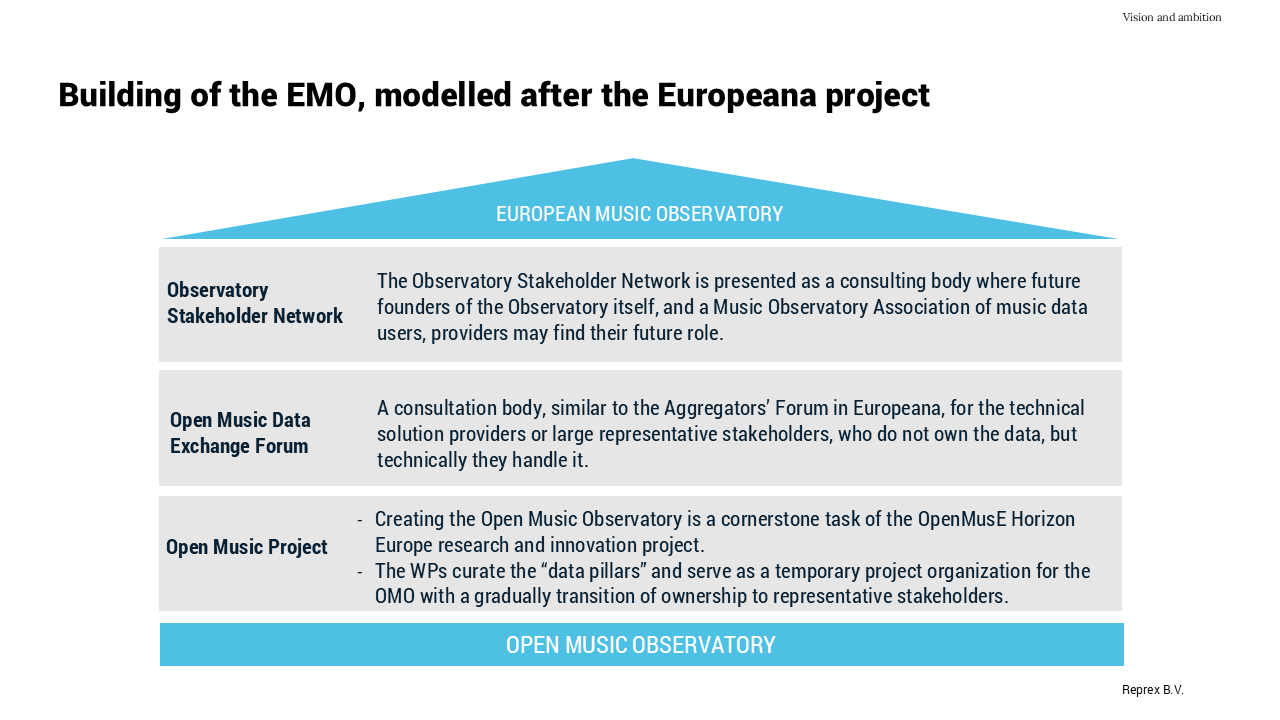 Vision and ambition
Building of the EMO, modelled after the Europeana project
EUROPEAN MUSIC OBSERVATORY
Observatory
Stakeholder Network
The Observatory Stakeholder Network is presented as a consulting body where future
founders of the Observatory itself, and a Music Observatory Association of music data
users, providers may find their future role.
Open Music Data
Exchange Forum
A consultation body, similar to the Aggregators’ Forum in Europeana, for the technical
solution providers or large representative stakeholders, who do not own the data, but
technically they handle it.
Open Music Project
- Creating the Open Music Observatory is a cornerstone task of the OpenMusE Horizon
Europe research and innovation project.
- The WPs curate the “data pillars” and serve as a temporary project organization for the
OMO with a gradually transition of ownership to representative stakeholders.
OPEN MUSIC OBSERVATORY
Reprex B.V.